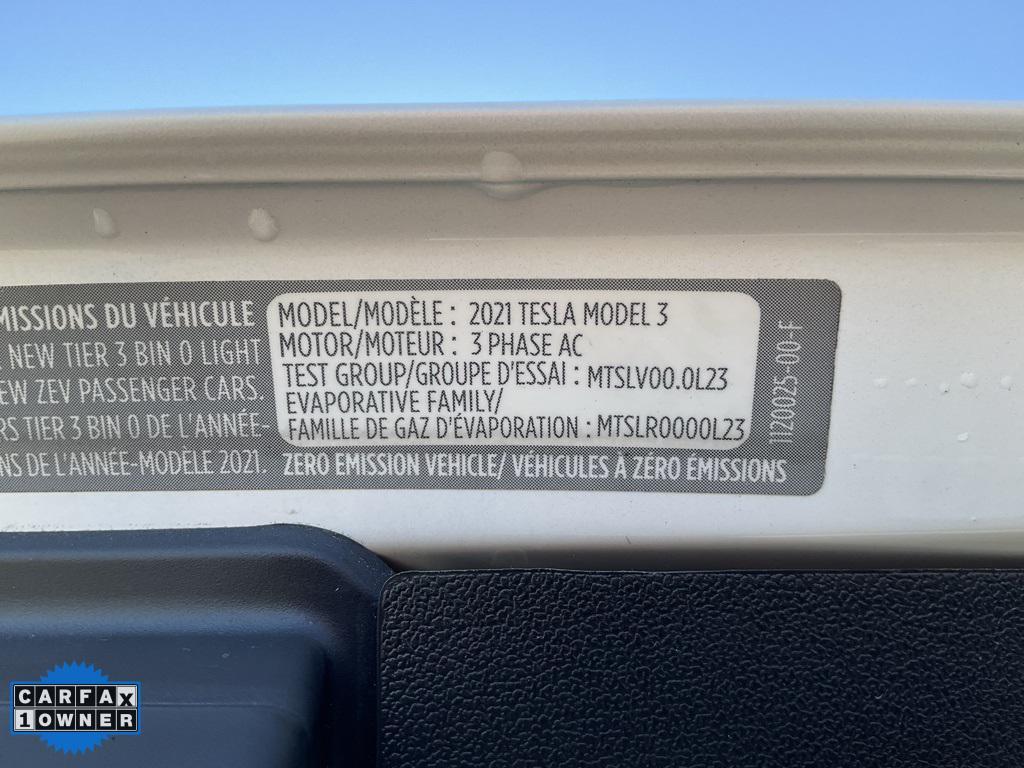 MISSIONS DU VÉHICULE
NEW TIER 3 BIN 0 LIGHT
EW ZEV PASSENGER CARS.
RS TIER 3 BIN 0 DE L'ANNÉE-
NS DE L'ANNÉE-MODÈLE 2021.
MODEL/MODÈLE : 2021 TESLA MODEL 3
MOTOR/MOTEUR : 3 PHASE AC
TEST GROUP/GROUPE D'ESSAI : MTSLV00.0L23
EVAPORATIVE FAMILY/
FAMILLE DE GAZ D'ÉVAPORATION : MTSLR0000L23
ZERO EMISSION VEHICLE/ VÉHICULES À ZÉRO ÉMISSIONS
1120025-00-F
CARFAX
1 OWNER